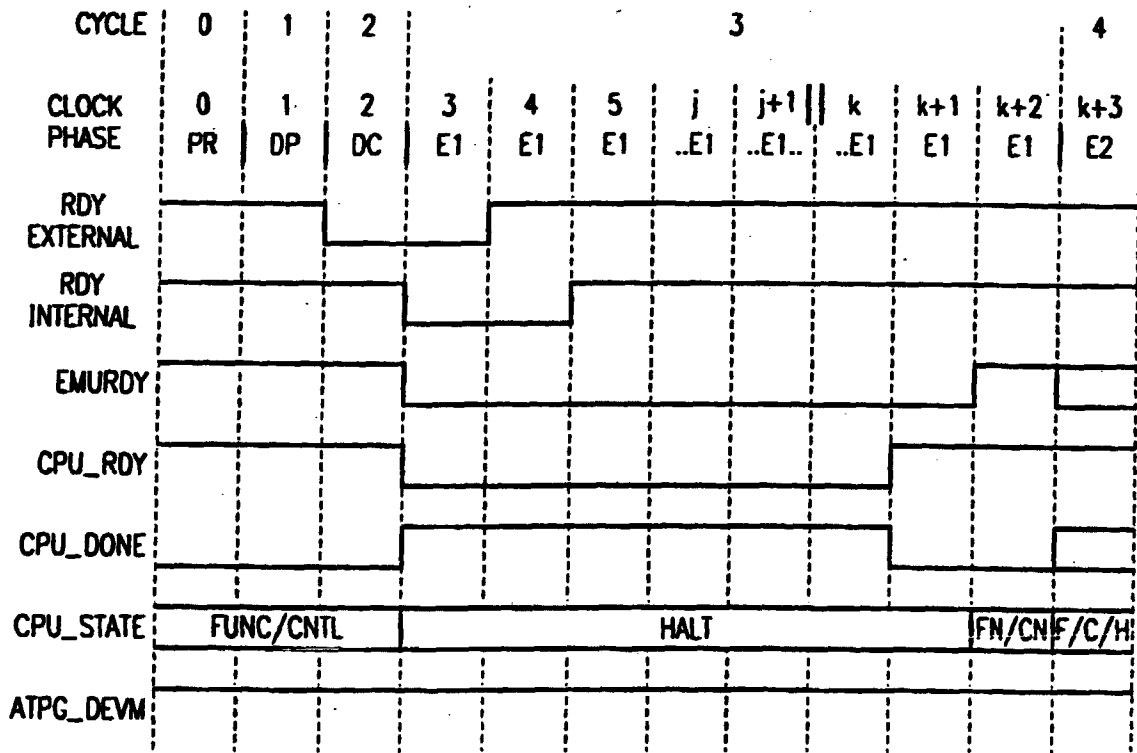 CYCLE 0 1 2 3 4
CLOCK PHASE 0 1 2 3 4 5 j j+1 k k+1 k+2 k+3
PR DP DC E1 E1 E1 ..E1 ..E1.. ..E1 E1 E1 E2
RDY EXTERNAL
RDY INTERNAL
EMURDY
CPU_RDY
CPU_DONE
CPU_STATE FUNC/CNTL HALT FN/CN F/C/H
ATPG_DEVM